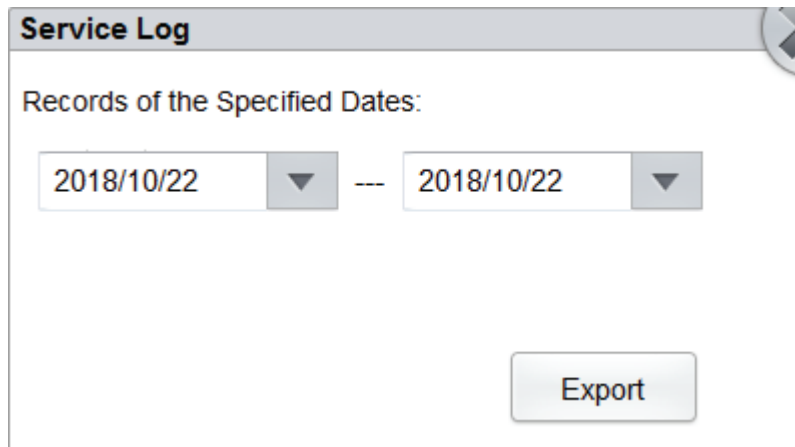 Service Log
Records of the Specified Dates:
2018/10/22 --- 2018/10/22
Export